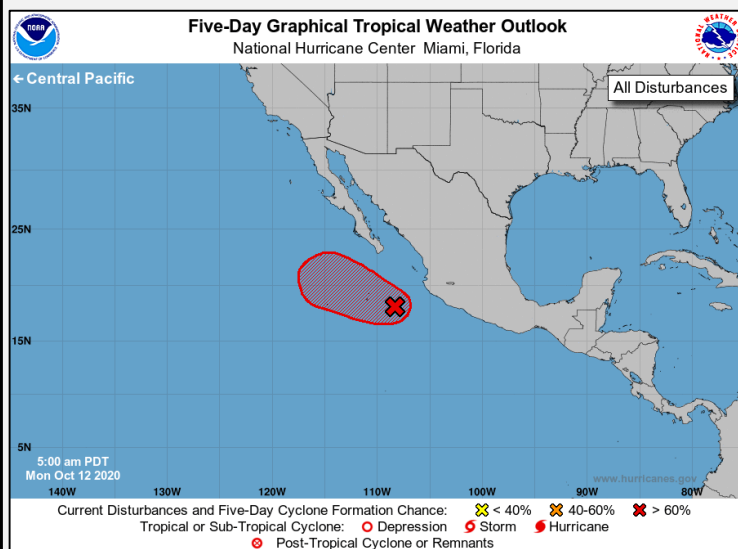 Five-Day Graphical Tropical Weather Outlook
National Hurricane Center Miami, Florida
NOAA
←Central Pacific
All Disturbances
35N
25N
15N
5N
5:00 am PDT
Mon Oct 12 2020
www.hurricanes.gov
140W 130W 120W 110W 100W 90W 80W
Current Disturbances and Five-Day Cyclone Formation Chance: < 40% 40-60% > 60%
Tropical or Sub-Tropical Cyclone: Depression Storm Hurricane
Post-Tropical Cyclone or Remnants